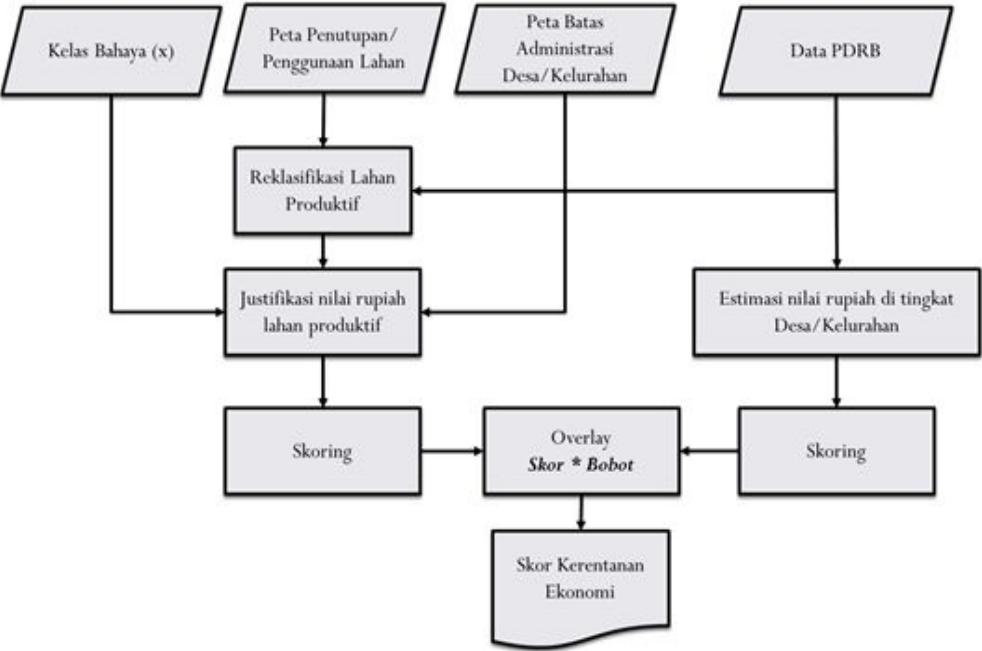 Kelas Bahaya (x)
Peta Penutupan/
Penggunaan Lahan
Peta Batas
Administrasi
Desa/Kelurahan
Data PDRB
Reklasifikasi Lahan
Produktif
Justifikasi nilai rupiah
lahan produktif
Estimasi nilai rupiah di tingkat
Desa/Kelurahan
Skoring
Overlay
Skor * Bobot
Skoring
Skor Kerentanan
Ekonomi